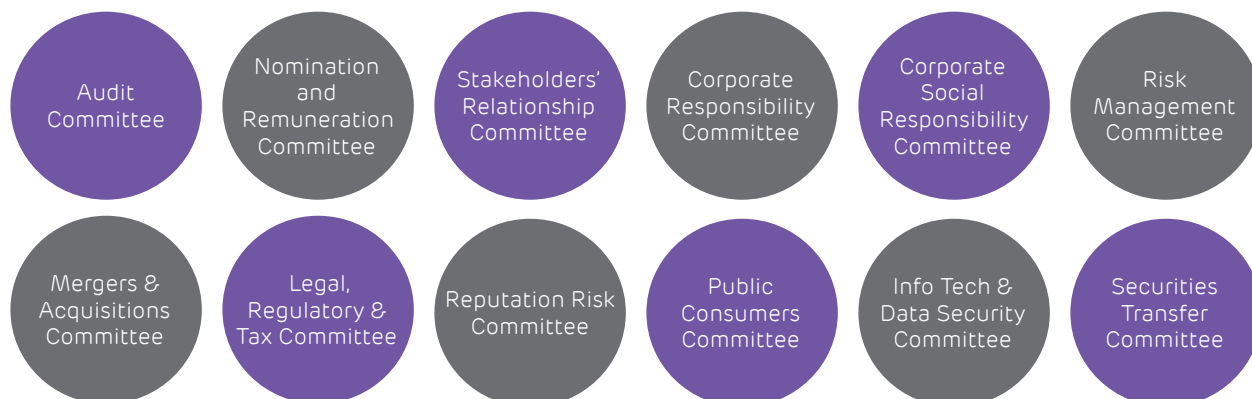 Audit
Committee
Nomination
and
Remuneration
Committee
Stakeholders’
Relationship
Committee
Corporate
Responsibility
Committee
Corporate
Social
Responsibility
Committee
Risk
Management
Committee
Mergers &
Acquisitions
Committee
Legal,
Regulatory &
Tax Committee
Reputation Risk
Committee
Public
Consumers
Committee
Info Tech &
Data Security
Committee
Securities
Transfer
Committee